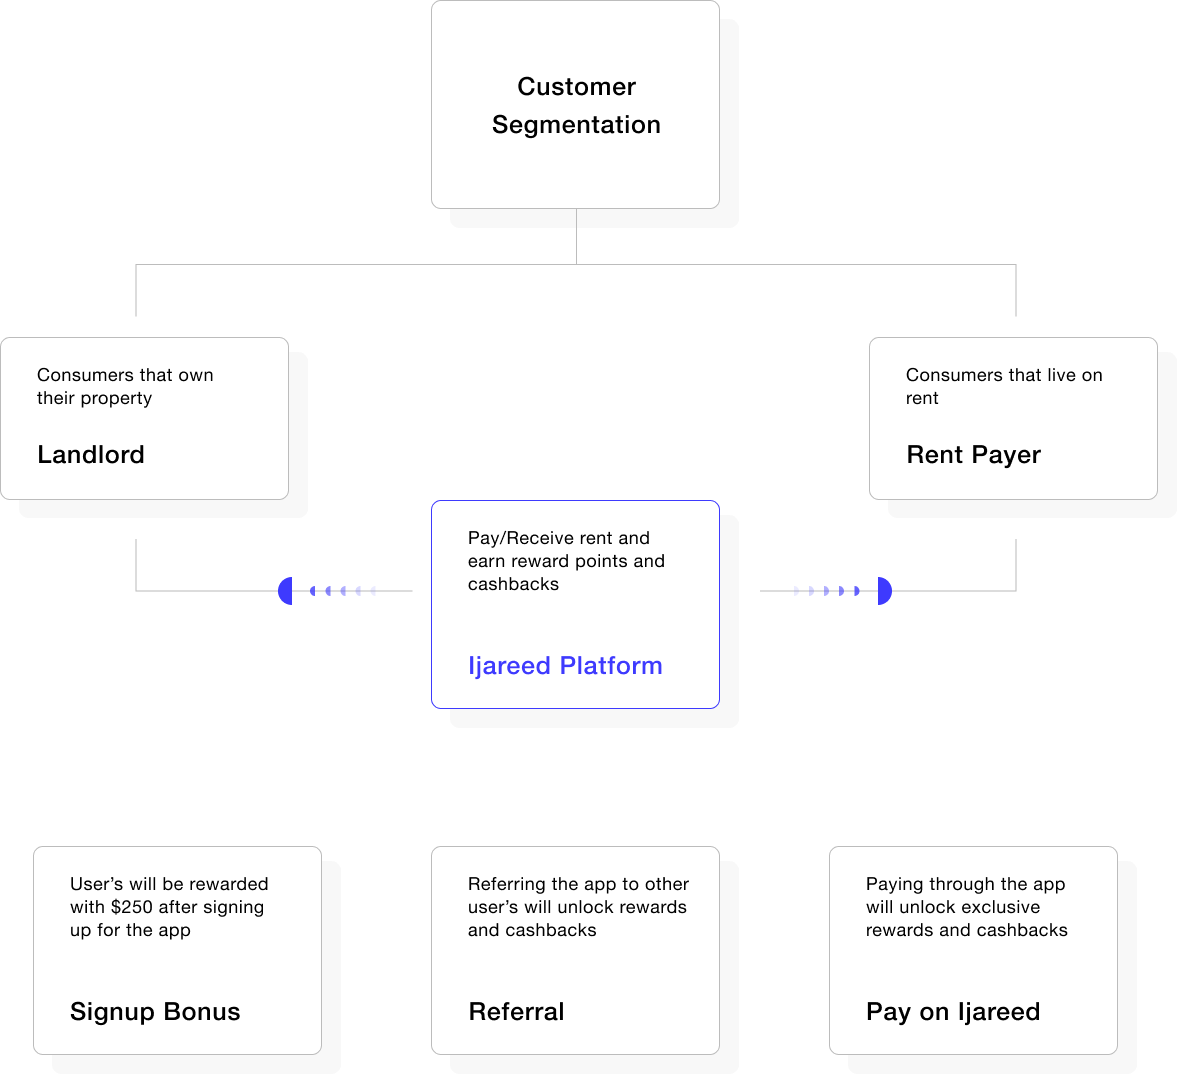 Customer
Segmentation
Consumers that own
their property
Landlord
Consumers that live on
rent
Rent Payer
Pay/Receive rent and
earn reward points and
cashbacks
Ijareed Platform
User’s will be rewarded
with $250 after signing
up for the app
Signup Bonus
Referring the app to other
user’s will unlock rewards
and cashbacks
Referral
Paying through the app
will unlock exclusive
rewards and cashbacks
Pay on Ijareed